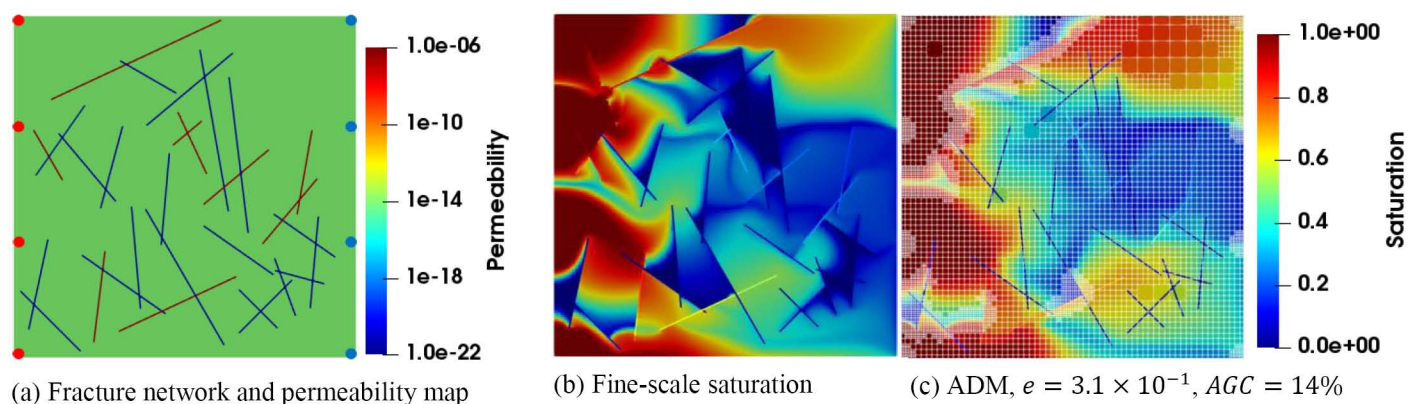 1.0e-06
1e-10
1e-14
1e-18
1.0e-22
Permeability
1.0e+00
0.8
0.6
0.4
0.2
0.0e+00
Saturation
(a) Fracture network and permeability map
(b) Fine-scale saturation
(c) ADM, e = 3.1 × 10⁻¹, AGC = 14%